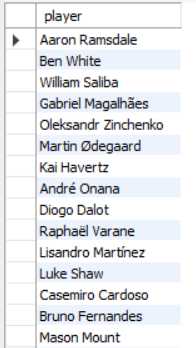 player
Aaron Ramsdale
Ben White
William Saliba
Gabriel Magalhães
Oleksandr Zinchenko
Martin Ødegaard
Kai Havertz
André Onana
Diogo Dalot
Raphaël Varane
Lisandro Martínez
Luke Shaw
Casemiro Cardoso
Bruno Fernandes
Mason Mount